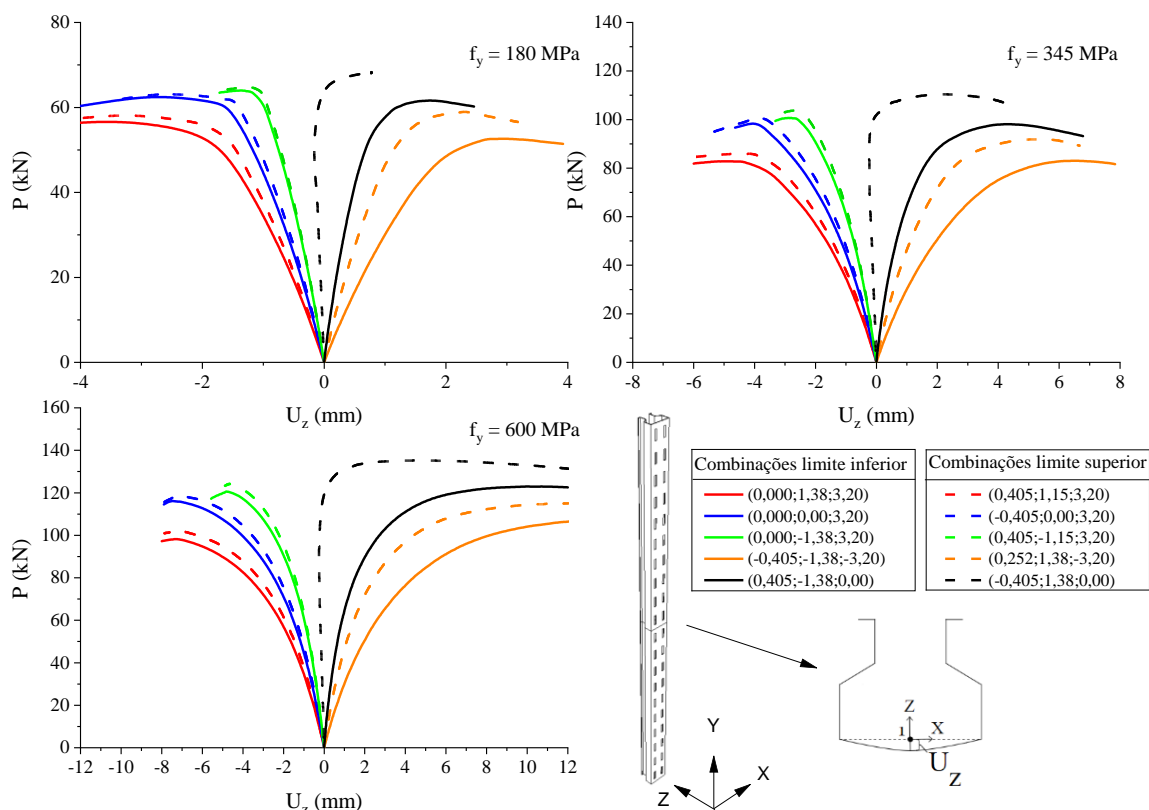 f_y = 180 MPa
P (kN)
80
60
40
20
0
-4 -2 0 2 4
U_z (mm)
f_y = 345 MPa
P (kN)
140
120
100
80
60
40
20
0
-8 -6 -4 -2 0 2 4 6 8
U_z (mm)
f_y = 600 MPa
P (kN)
160
140
120
100
80
60
40
20
0
-12 -10 -8 -6 -4 -2 0 2 4 6 8 10 12
U_z (mm)
Combinações limite inferior
(0,000;1,38;3,20)
(0,000;0,00;3,20)
(0,000;-1,38;3,20)
(-0,405;-1,38;-3,20)
(0,405;-1,38;0,00)
Combinações limite superior
(0,405;1,15;3,20)
(-0,405;0,00;3,20)
(0,405;-1,15;3,20)
(0,252;1,38;-3,20)
(-0,405;1,38;0,00)
Y
X
Z
Z
1 X
U_z